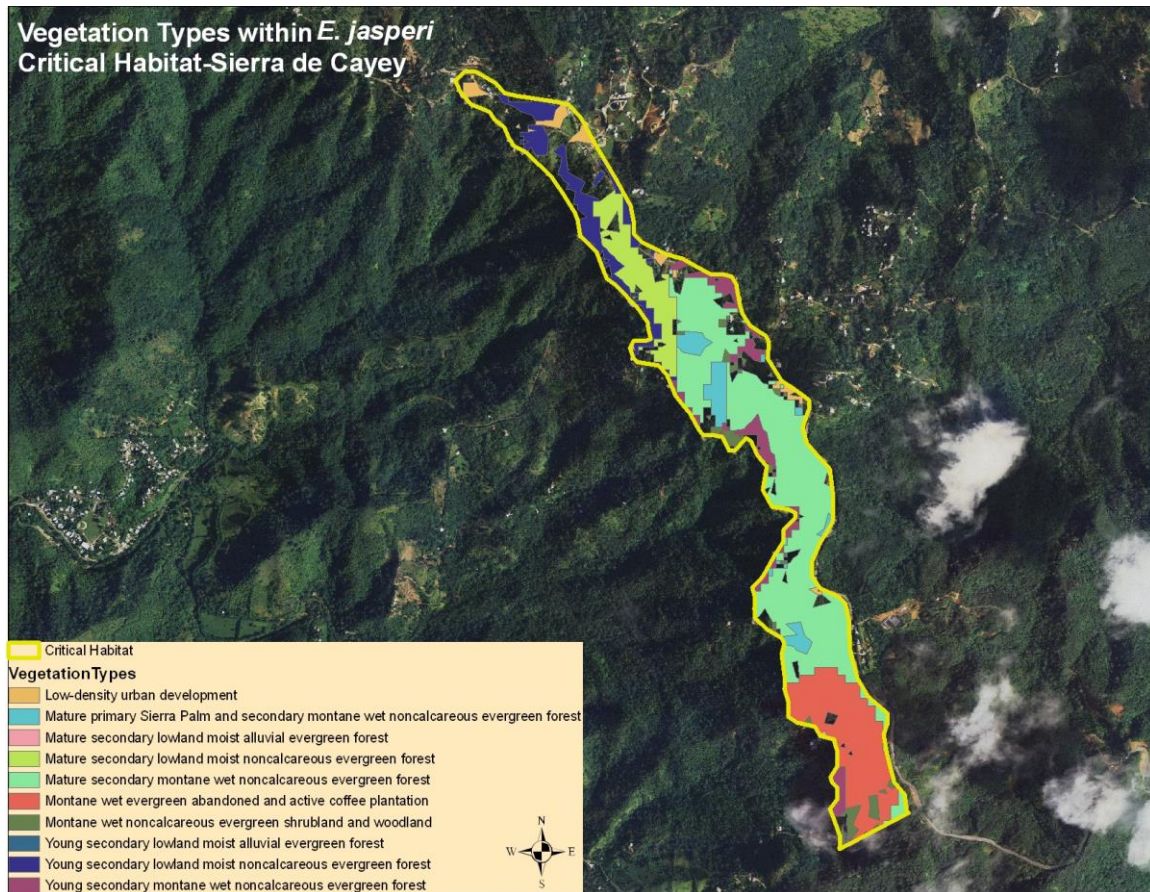 Vegetation Types within E. jasperi
Critical Habitat-Sierra de Cayey
Critical Habitat
VegetationTypes
Low-density urban development
Mature primary Sierra Palm and secondary montane wet noncalcareous evergreen forest
Mature secondary lowland moist alluvial evergreen forest
Mature secondary lowland moist noncalcareous evergreen forest
Mature secondary montane wet noncalcareous evergreen forest
Montane wet evergreen abandoned and active coffee plantation
Montane wet noncalcareous evergreen shrubland and woodland
Young secondary lowland moist alluvial evergreen forest
Young secondary lowland moist noncalcareous evergreen forest
Young secondary montane wet noncalcareous evergreen forest
N
W E
S